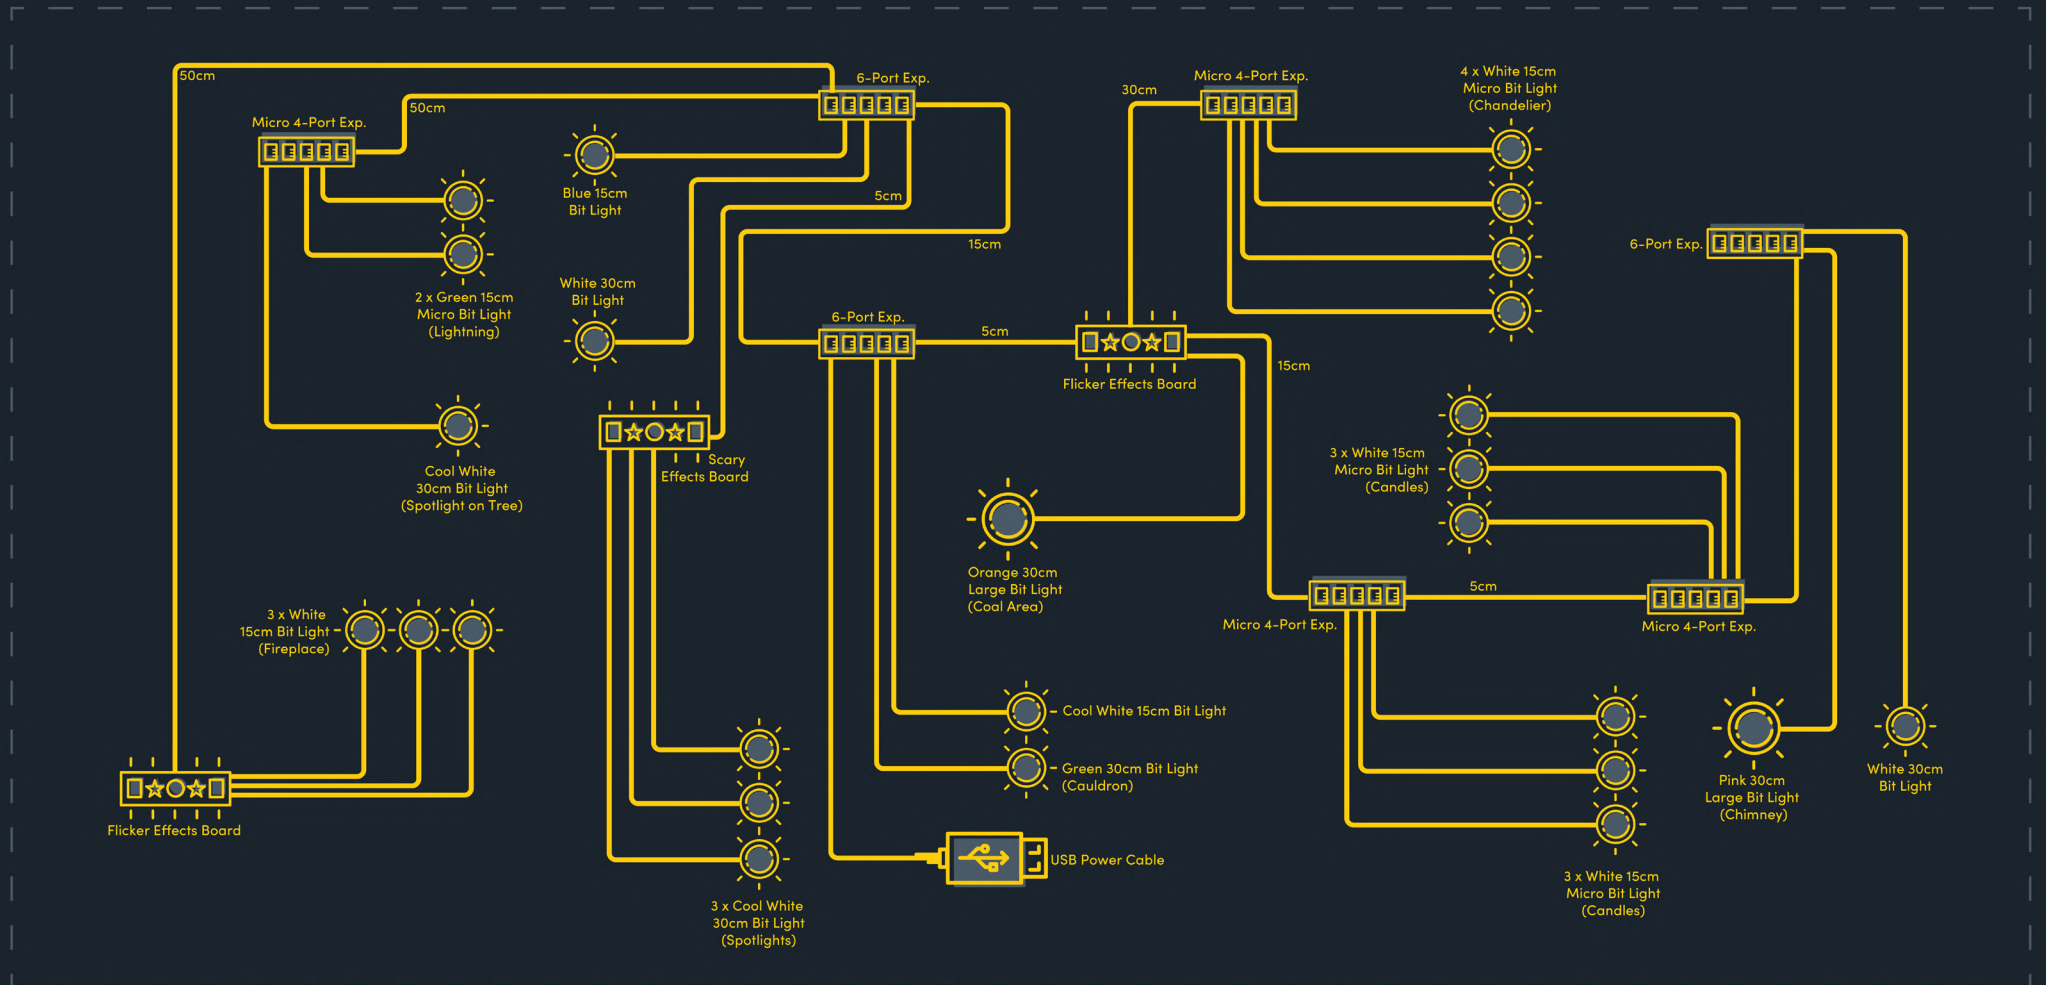 50cm
6-Port Exp.
50cm
Micro 4-Port Exp.
Blue 15cm
Bit Light
5cm
15cm
2 x Green 15cm
Micro Bit Light
(Lightning)
White 30cm
Bit Light
Cool White
30cm Bit Light
(Spotlight on Tree)
Scary
Effects Board
3 x White
15cm Bit Light
(Fireplace)
Flicker Effects Board
3 x Cool White
30cm Bit Light
(Spotlights)
6-Port Exp.
5cm
Flicker Effects Board
30cm
Micro 4-Port Exp.
4 x White 15cm
Micro Bit Light
(Chandelier)
15cm
Orange 30cm
Large Bit Light
(Coal Area)
Cool White 15cm Bit Light
Green 30cm Bit Light
(Cauldron)
USB Power Cable
6-Port Exp.
3 x White 15cm
Micro Bit Light
(Candles)
5cm
Micro 4-Port Exp.
Micro 4-Port Exp.
Pink 30cm
Large Bit Light
(Chimney)
White 30cm
Bit Light
3 x White 15cm
Micro Bit Light
(Candles)